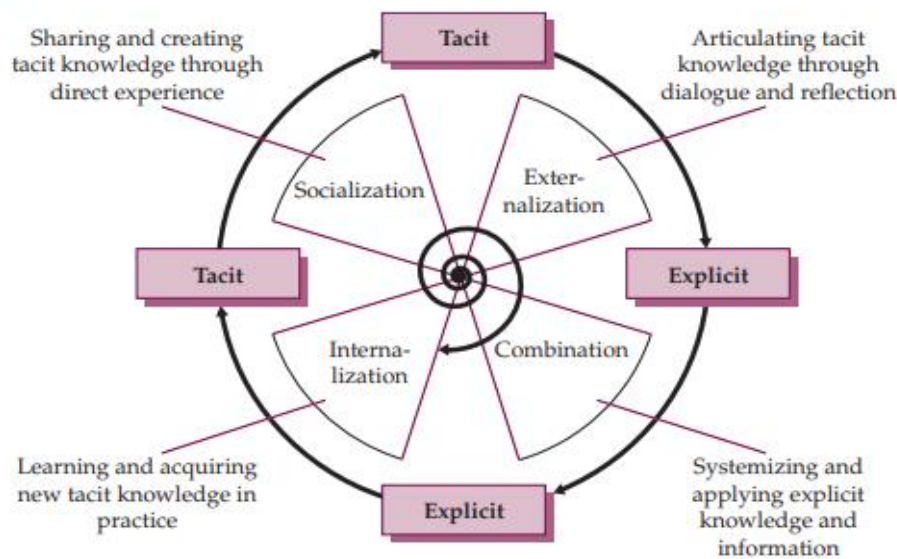 Tacit
Sharing and creating
tacit knowledge through
direct experience
Articulating tacit
knowledge through
dialogue and reflection
Socialization
Exter-
nalization
Tacit
Explicit
Interna-
lization
Combination
Learning and acquiring
new tacit knowledge in
practice
Explicit
Systemizing and
applying explicit
knowledge and
information